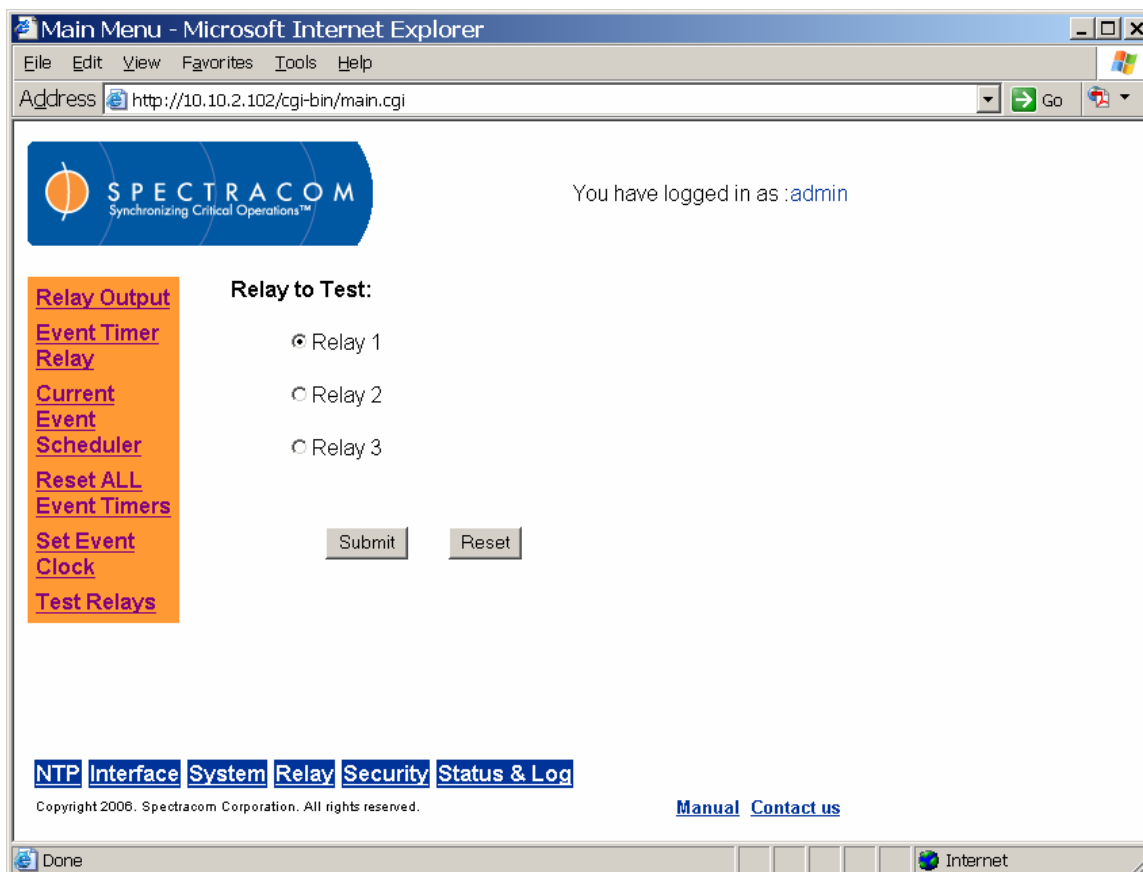 Main Menu - Microsoft Internet Explorer
File Edit View Favorites Tools Help
Address http://10.10.2.102/cgi-bin/main.cgi Go
SPECTRACOM
Synchronizing Critical Operations™
You have logged in as :admin
Relay Output
Event Timer
Relay
Current
Event
Scheduler
Reset ALL
Event Timers
Set Event
Clock
Test Relays
Relay to Test:
Relay 1
Relay 2
Relay 3
Submit Reset
NTP Interface System Relay Security Status & Log
Copyright 2006. Spectracom Corporation. All rights reserved.
Manual Contact us
Done Internet